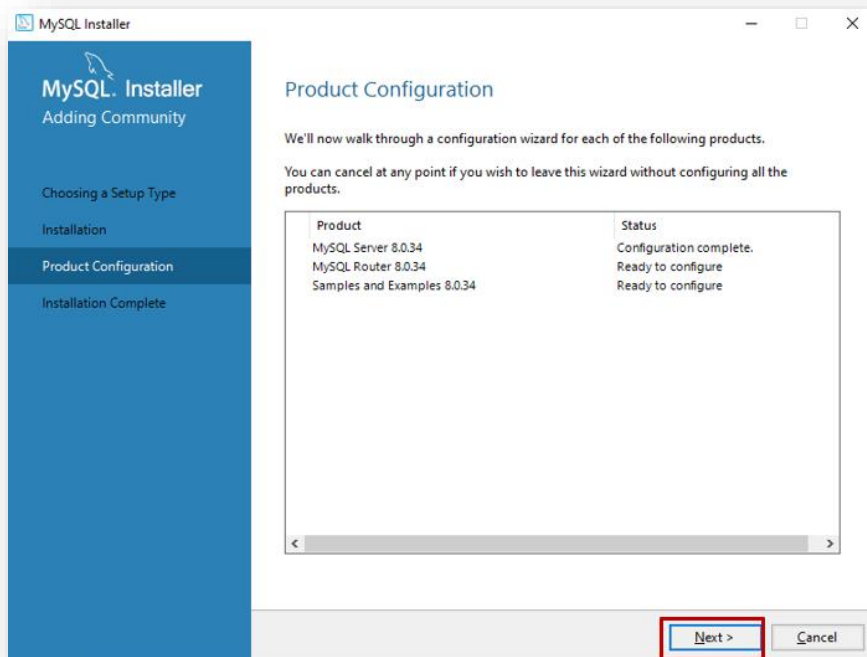 MySQL Installer
MySQL. Installer
Adding Community
Choosing a Setup Type
Installation
Product Configuration
Installation Complete
Product Configuration
We'll now walk through a configuration wizard for each of the following products.
You can cancel at any point if you wish to leave this wizard without configuring all the
products.
Product Status
MySQL Server 8.0.34 Configuration complete.
MySQL Router 8.0.34 Ready to configure
Samples and Examples 8.0.34 Ready to configure
Next > Cancel